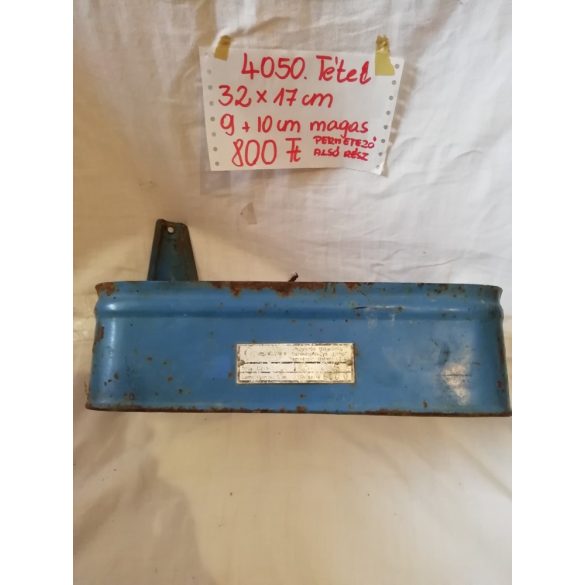 4050. Tétel
32 x 17 cm
9 + 10 cm magas
800 Ft
PERMETEZŐ
ALSÓ RÉSZ